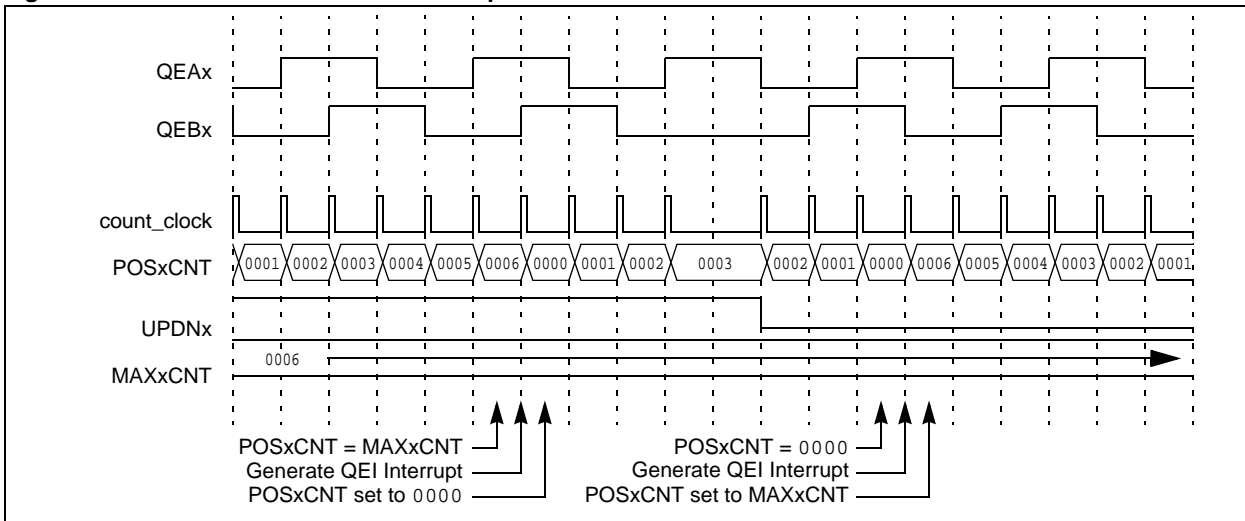 QEAx
QEBx
count_clock
POSxCNT 0001 0002 0003 0004 0005 0006 0000 0001 0002 0003 0002 0001 0000 0006 0005 0004 0003 0002 0001
UPDNx
0006
MAXxCNT
POSxCNT = MAXxCNT POSxCNT = 0000
Generate QEI Interrupt Generate QEI Interrupt
POSxCNT set to 0000 POSxCNT set to MAXxCNT